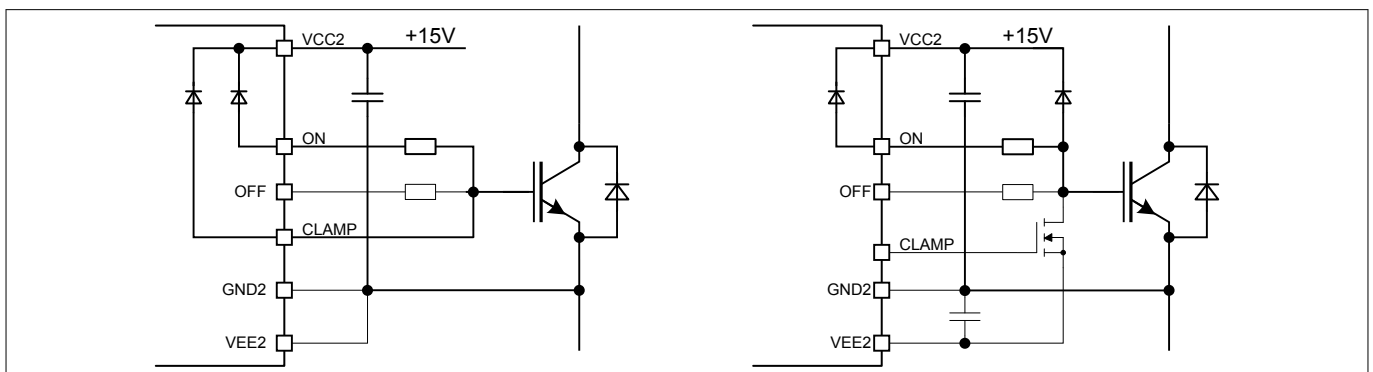 VCC2
+15V
ON
OFF
CLAMP
GND2
VEE2
VCC2
+15V
ON
OFF
CLAMP
GND2
VEE2